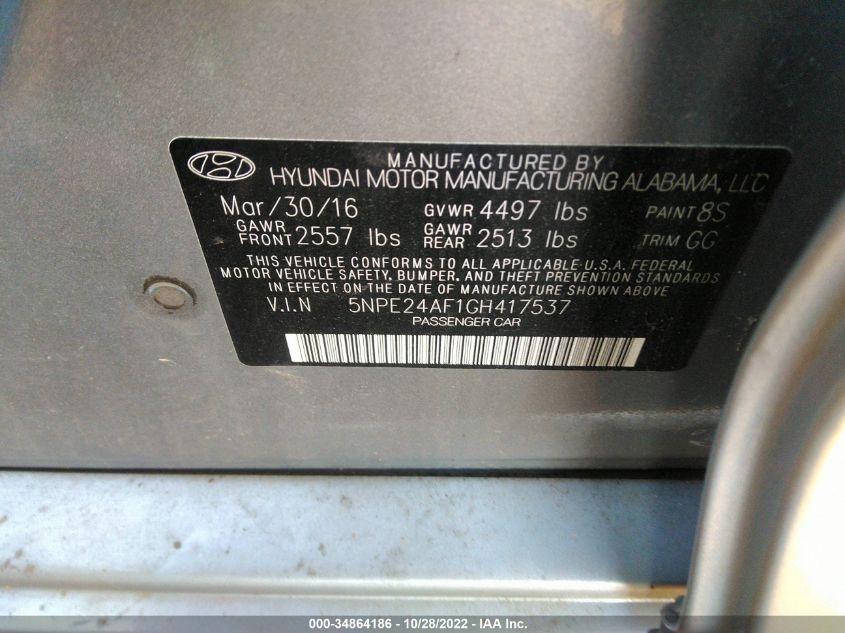 MANUFACTURED BY
HYUNDAI MOTOR MANUFACTURING ALABAMA, LLC
Mar/30/16 GVWR 4497 lbs PAINT 8S
GAWR FRONT 2557 lbs GAWR REAR 2513 lbs TRIM GG
THIS VEHICLE CONFORMS TO ALL APPLICABLE U.S.A. FEDERAL
MOTOR VEHICLE SAFETY, BUMPER, AND THEFT PREVENTION STANDARDS
IN EFFECT ON THE DATE OF MANUFACTURE SHOWN ABOVE
V.I.N 5NPE24AF1GH417537
PASSENGER CAR
000-34864186 - 10/28/2022 - IAA Inc.